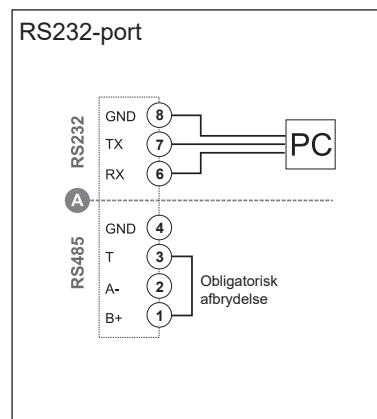 RS232-port
RS232
GND 8
TX 7
RX 6
PC
A
RS485
GND 4
T 3
A- 2
B+ 1
Obligatorisk
afbrydelse